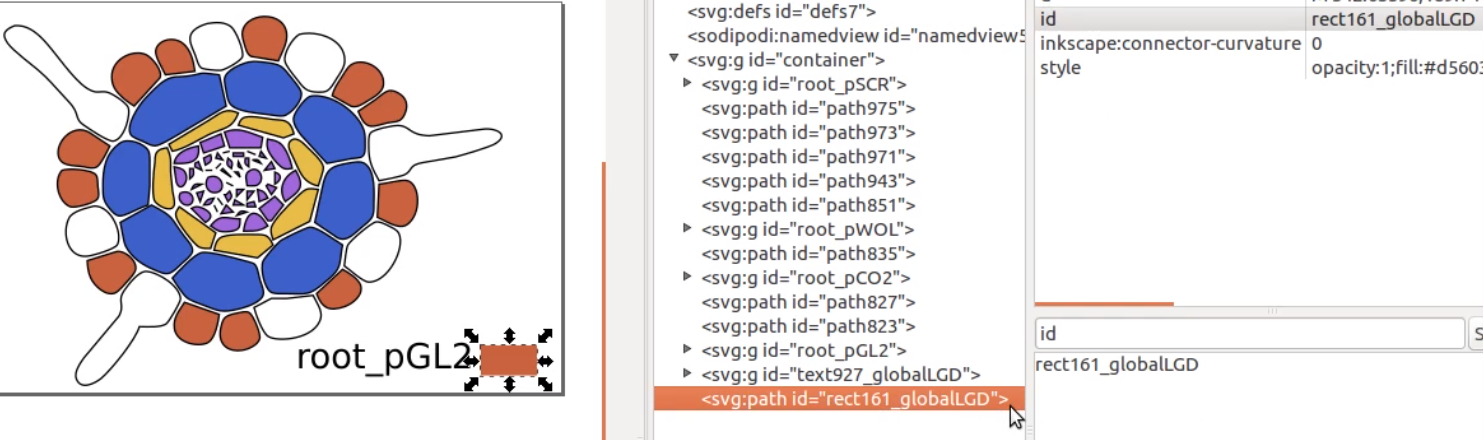 root_pGL2
<svg:defs id="defs7">
<sodipodi:namedview id="namedview5
<svg:g id="container">
<svg:g id="root_pSCR">
<svg:path id="path975">
<svg:path id="path973">
<svg:path id="path971">
<svg:path id="path943">
<svg:path id="path851">
<svg:g id="root_pWOL">
<svg:path id="path835">
<svg:g id="root_pCO2">
<svg:path id="path827">
<svg:path id="path823">
<svg:g id="root_pGL2">
<svg:g id="text927_globalLGD">
<svg:path id="rect161_globalLGD">
id rect161_globalLGD
inkscape:connector-curvature 0
style opacity:1;fill:#d5603
id
S
rect161_globalLGD